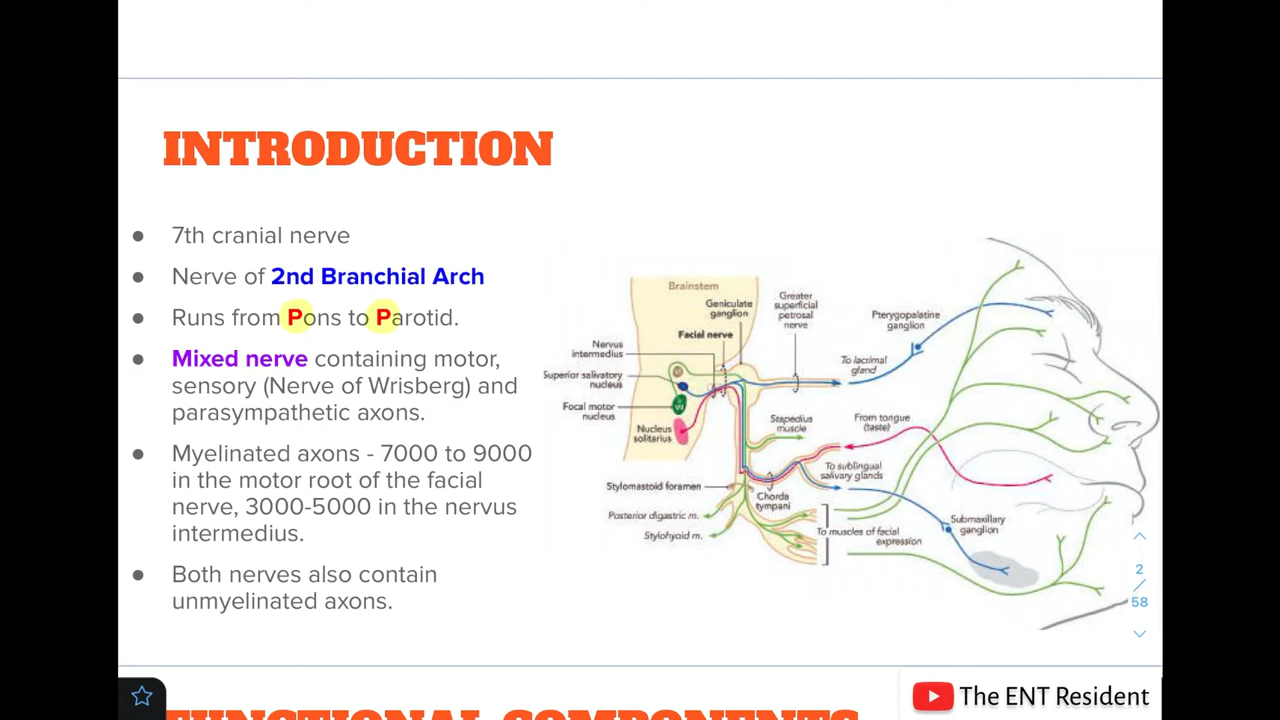 INTRODUCTION
● 7th cranial nerve
● Nerve of 2nd Branchial Arch
● Runs from Pons to Parotid.
● Mixed nerve containing motor,
sensory (Nerve of Wrisberg) and
parasympathetic axons.
● Myelinated axons - 7000 to 9000
in the motor root of the facial
nerve, 3000-5000 in the nervus
intermedius.
● Both nerves also contain
unmyelinated axons.
Brainstem
Geniculate
ganglion
Greater
superficial
petrosal
nerve
Facial nerve
Nervus
intermedius
Superior salivatory
nucleus
Focal motor
nucleus
VII
Nucleus
solitarius
Pterygopalatine
ganglion
To lacrimal
gland
Stapedius
muscle
From tongue
(taste)
Stylomastoid foramen
Chorda
tympani
To sublingual
salivary glands
Posterior digastric m.
Stylohyoid m.
To muscles of facial
expression
Submaxillary
ganglion
2
/
58
FUNCTIONAL COMPONENTS
The ENT Resident